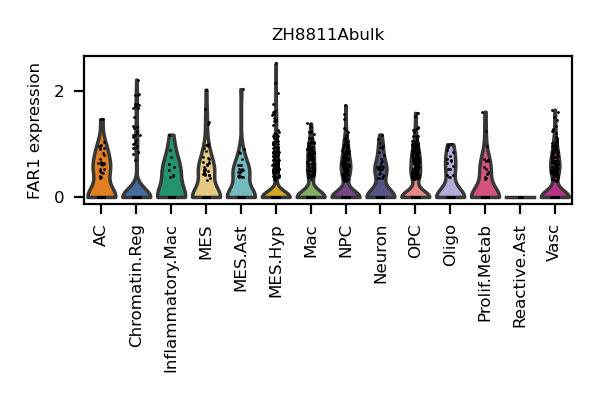 ZH8811Abulk
FAR1 expression
2
0
AC
Chromatin.Reg
Inflammatory.Mac
MES
MES.Ast
MES.Hyp
Mac
NPC
Neuron
OPC
Oligo
Prolif.Metab
Reactive.Ast
Vasc